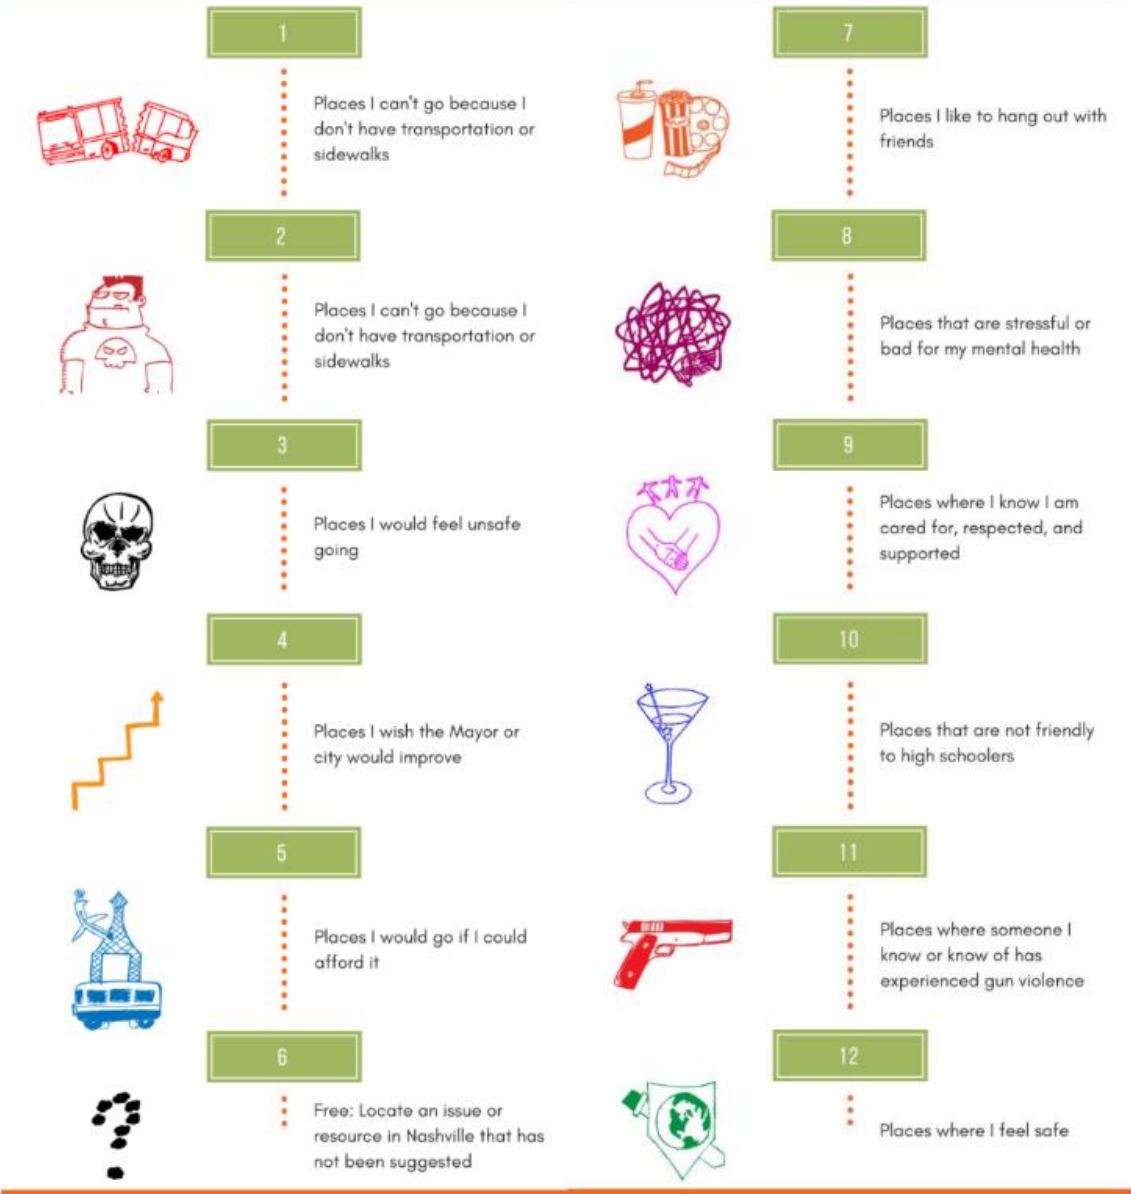 1
Places I can't go because I
don't have transportation or
sidewalks
2
Places I can't go because I
don't have transportation or
sidewalks
3
Places I would feel unsafe
going
4
Places I wish the Mayor or
city would improve
5
Places I would go if I could
afford it
6
Free: Locate an issue or
resource in Nashville that has
not been suggested
7
Places I like to hang out with
friends
8
Places that are stressful or
bad for my mental health
9
Places where I know I am
cared for, respected, and
supported
10
Places that are not friendly
to high schoolers
11
Places where someone I
know or know of has
experienced gun violence
12
Places where I feel safe